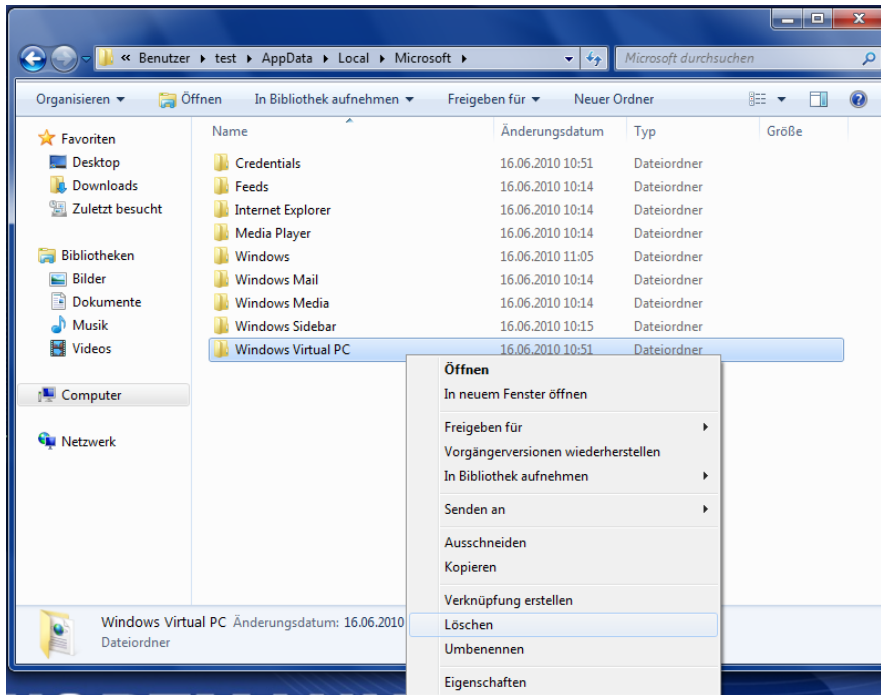 « Benutzer ▸ test ▸ AppData ▸ Local ▸ Microsoft ▸
Microsoft durchsuchen
Organisieren Öffnen In Bibliothek aufnehmen Freigeben für Neuer Ordner
Favoriten
Desktop
Downloads
Zuletzt besucht
Bibliotheken
Bilder
Dokumente
Musik
Videos
Computer
Netzwerk
Name Änderungsdatum Typ Größe
Credentials 16.06.2010 10:51 Dateiordner
Feeds 16.06.2010 10:14 Dateiordner
Internet Explorer 16.06.2010 10:14 Dateiordner
Media Player 16.06.2010 10:14 Dateiordner
Windows 16.06.2010 11:05 Dateiordner
Windows Mail 16.06.2010 10:14 Dateiordner
Windows Media 16.06.2010 10:14 Dateiordner
Windows Sidebar 16.06.2010 10:15 Dateiordner
Windows Virtual PC 16.06.2010 10:51 Dateiordner
Öffnen
In neuem Fenster öffnen
Freigeben für
Vorgängerversionen wiederherstellen
In Bibliothek aufnehmen
Senden an
Ausschneiden
Kopieren
Verknüpfung erstellen
Löschen
Umbenennen
Eigenschaften
Windows Virtual PC Änderungsdatum: 16.06.2010
Dateiordner